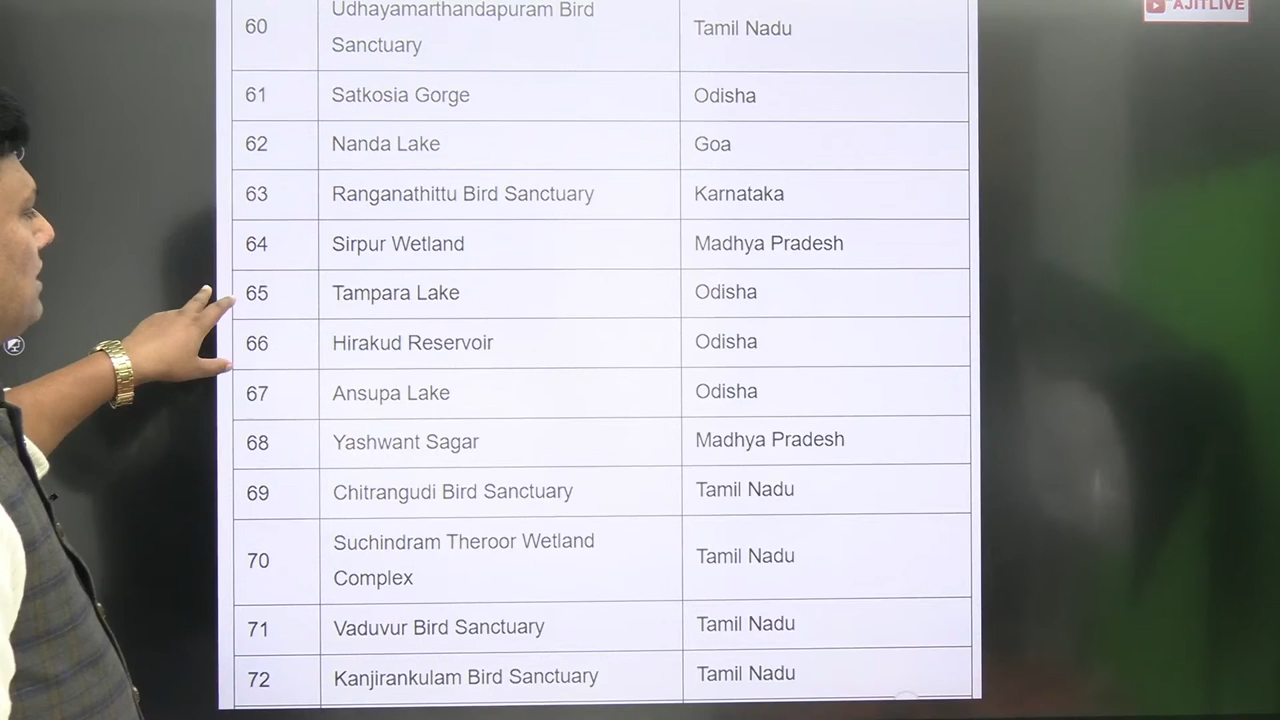 AJITLIVE
60 Udhayamarthandapuram Bird Tamil Nadu
Sanctuary
61 Satkosia Gorge Odisha
62 Nanda Lake Goa
63 Ranganathittu Bird Sanctuary Karnataka
64 Sirpur Wetland Madhya Pradesh
65 Tampara Lake Odisha
66 Hirakud Reservoir Odisha
67 Ansupa Lake Odisha
68 Yashwant Sagar Madhya Pradesh
69 Chitrangudi Bird Sanctuary Tamil Nadu
70 Suchindram Theroor Wetland Tamil Nadu
Complex
71 Vaduvur Bird Sanctuary Tamil Nadu
72 Kanjirankulam Bird Sanctuary Tamil Nadu